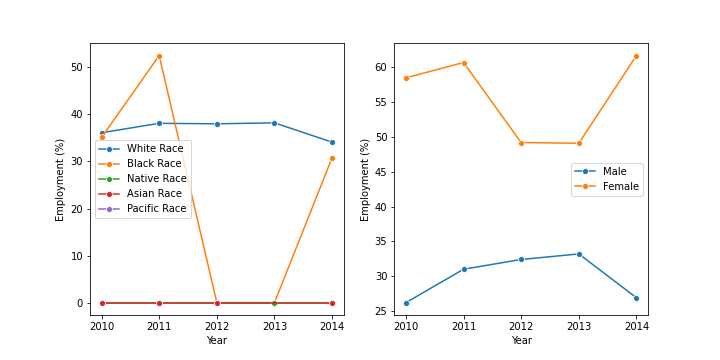 50
40
30
20
10
0
Employment (%)
White Race
Black Race
Native Race
Asian Race
Pacific Race
2010 2011 2012 2013 2014
Year
60
55
50
45
40
35
30
25
Employment (%)
Male
Female
2010 2011 2012 2013 2014
Year